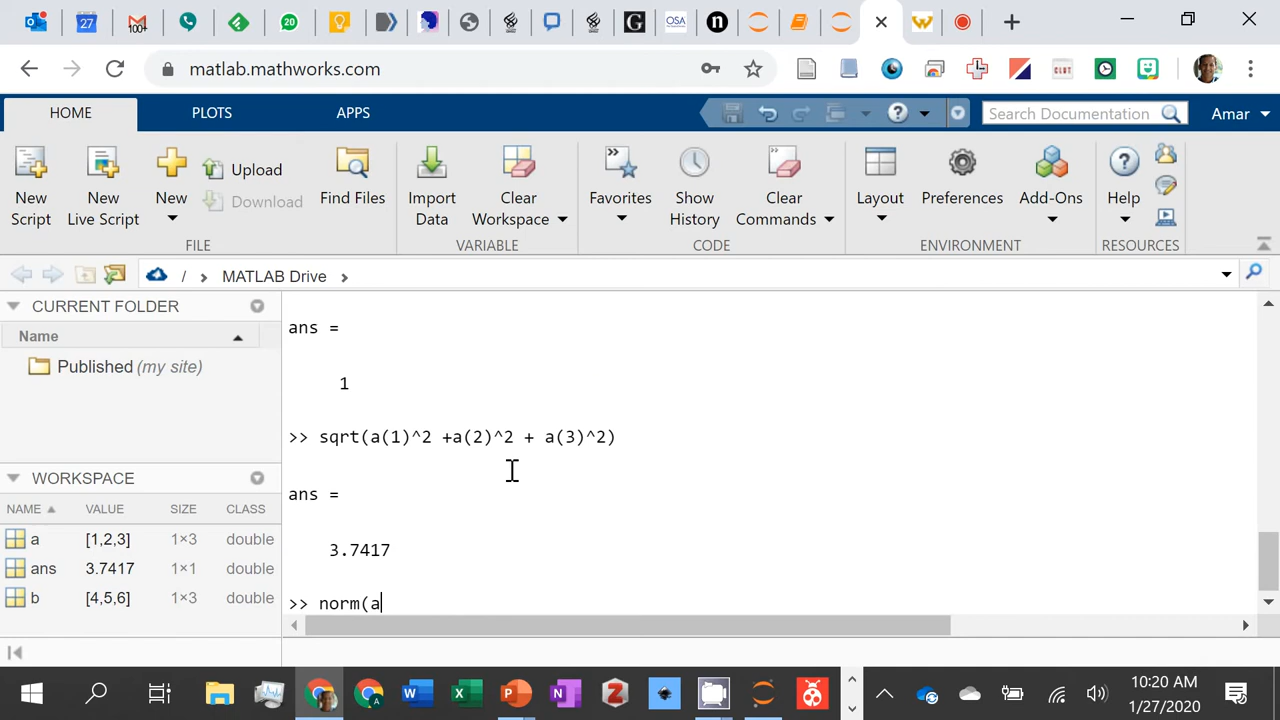 100+
20
G
OSA
n
matlab.mathworks.com
CLUT
HOME
PLOTS
APPS
Search Documentation
Amar
New Script
New Live Script
New
Upload
Download
Find Files
Import Data
Clear Workspace
Favorites
Show History
Clear Commands
Layout
Preferences
Add-Ons
Help
FILE
VARIABLE
CODE
ENVIRONMENT
RESOURCES
/ > MATLAB Drive >
CURRENT FOLDER
Name
Published (my site)
WORKSPACE
NAME VALUE SIZE CLASS
a [1,2,3] 1×3 double
ans 3.7417 1×1 double
b [4,5,6] 1×3 double
ans =
1
>> sqrt(a(1)^2 +a(2)^2 + a(3)^2)
ans =
3.7417
>> norm(a
10:20 AM
1/27/2020